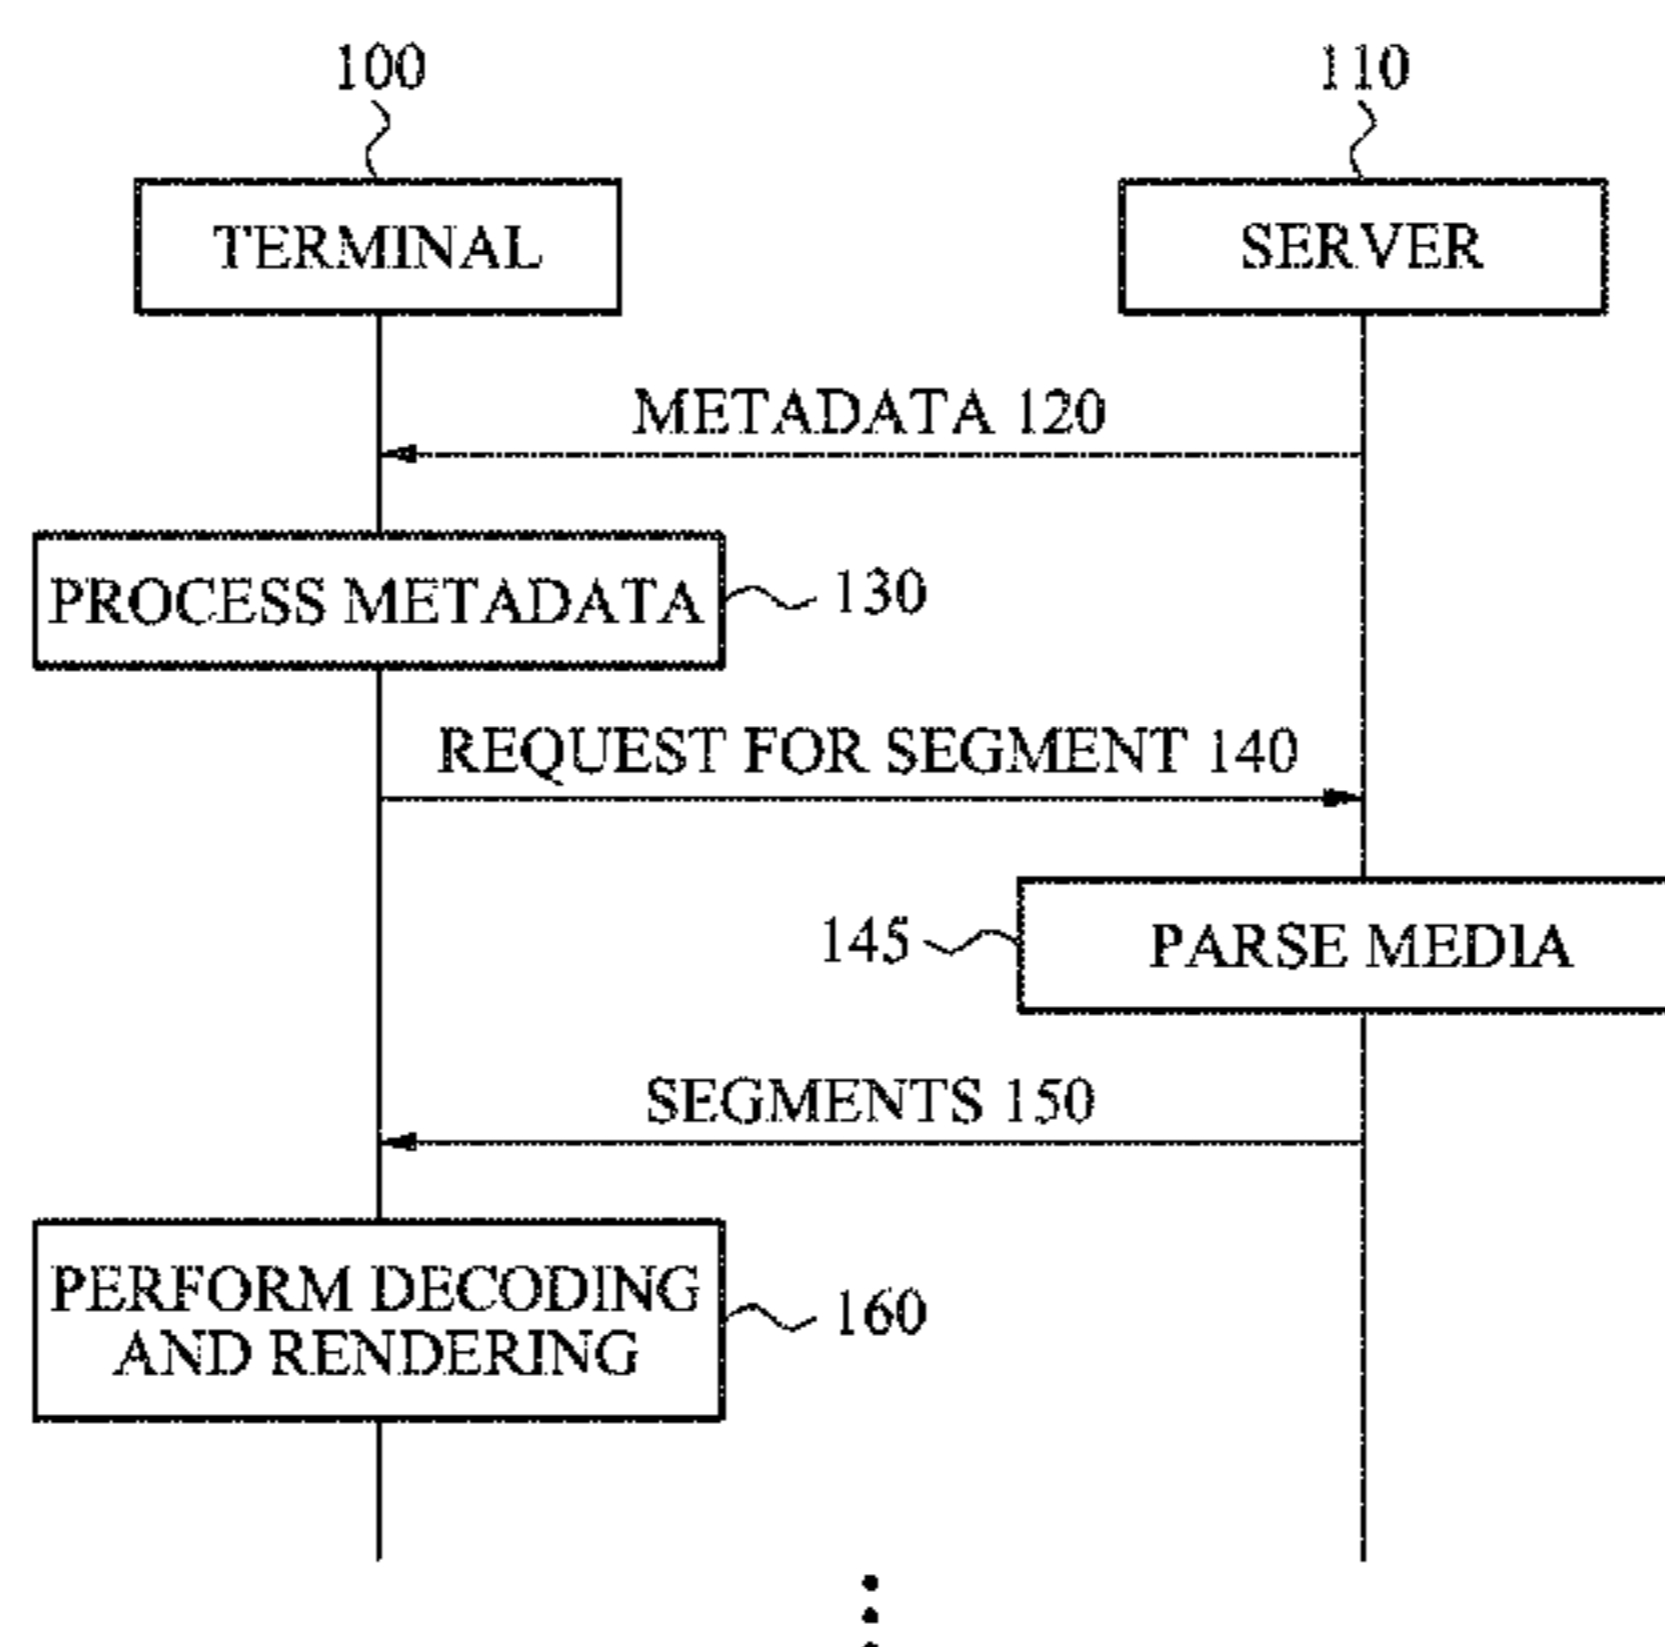 100
110
TERMINAL
SERVER
METADATA 120
PROCESS METADATA
130
REQUEST FOR SEGMENT 140
145
PARSE MEDIA
SEGMENTS 150
PERFORM DECODING
AND RENDERING
160